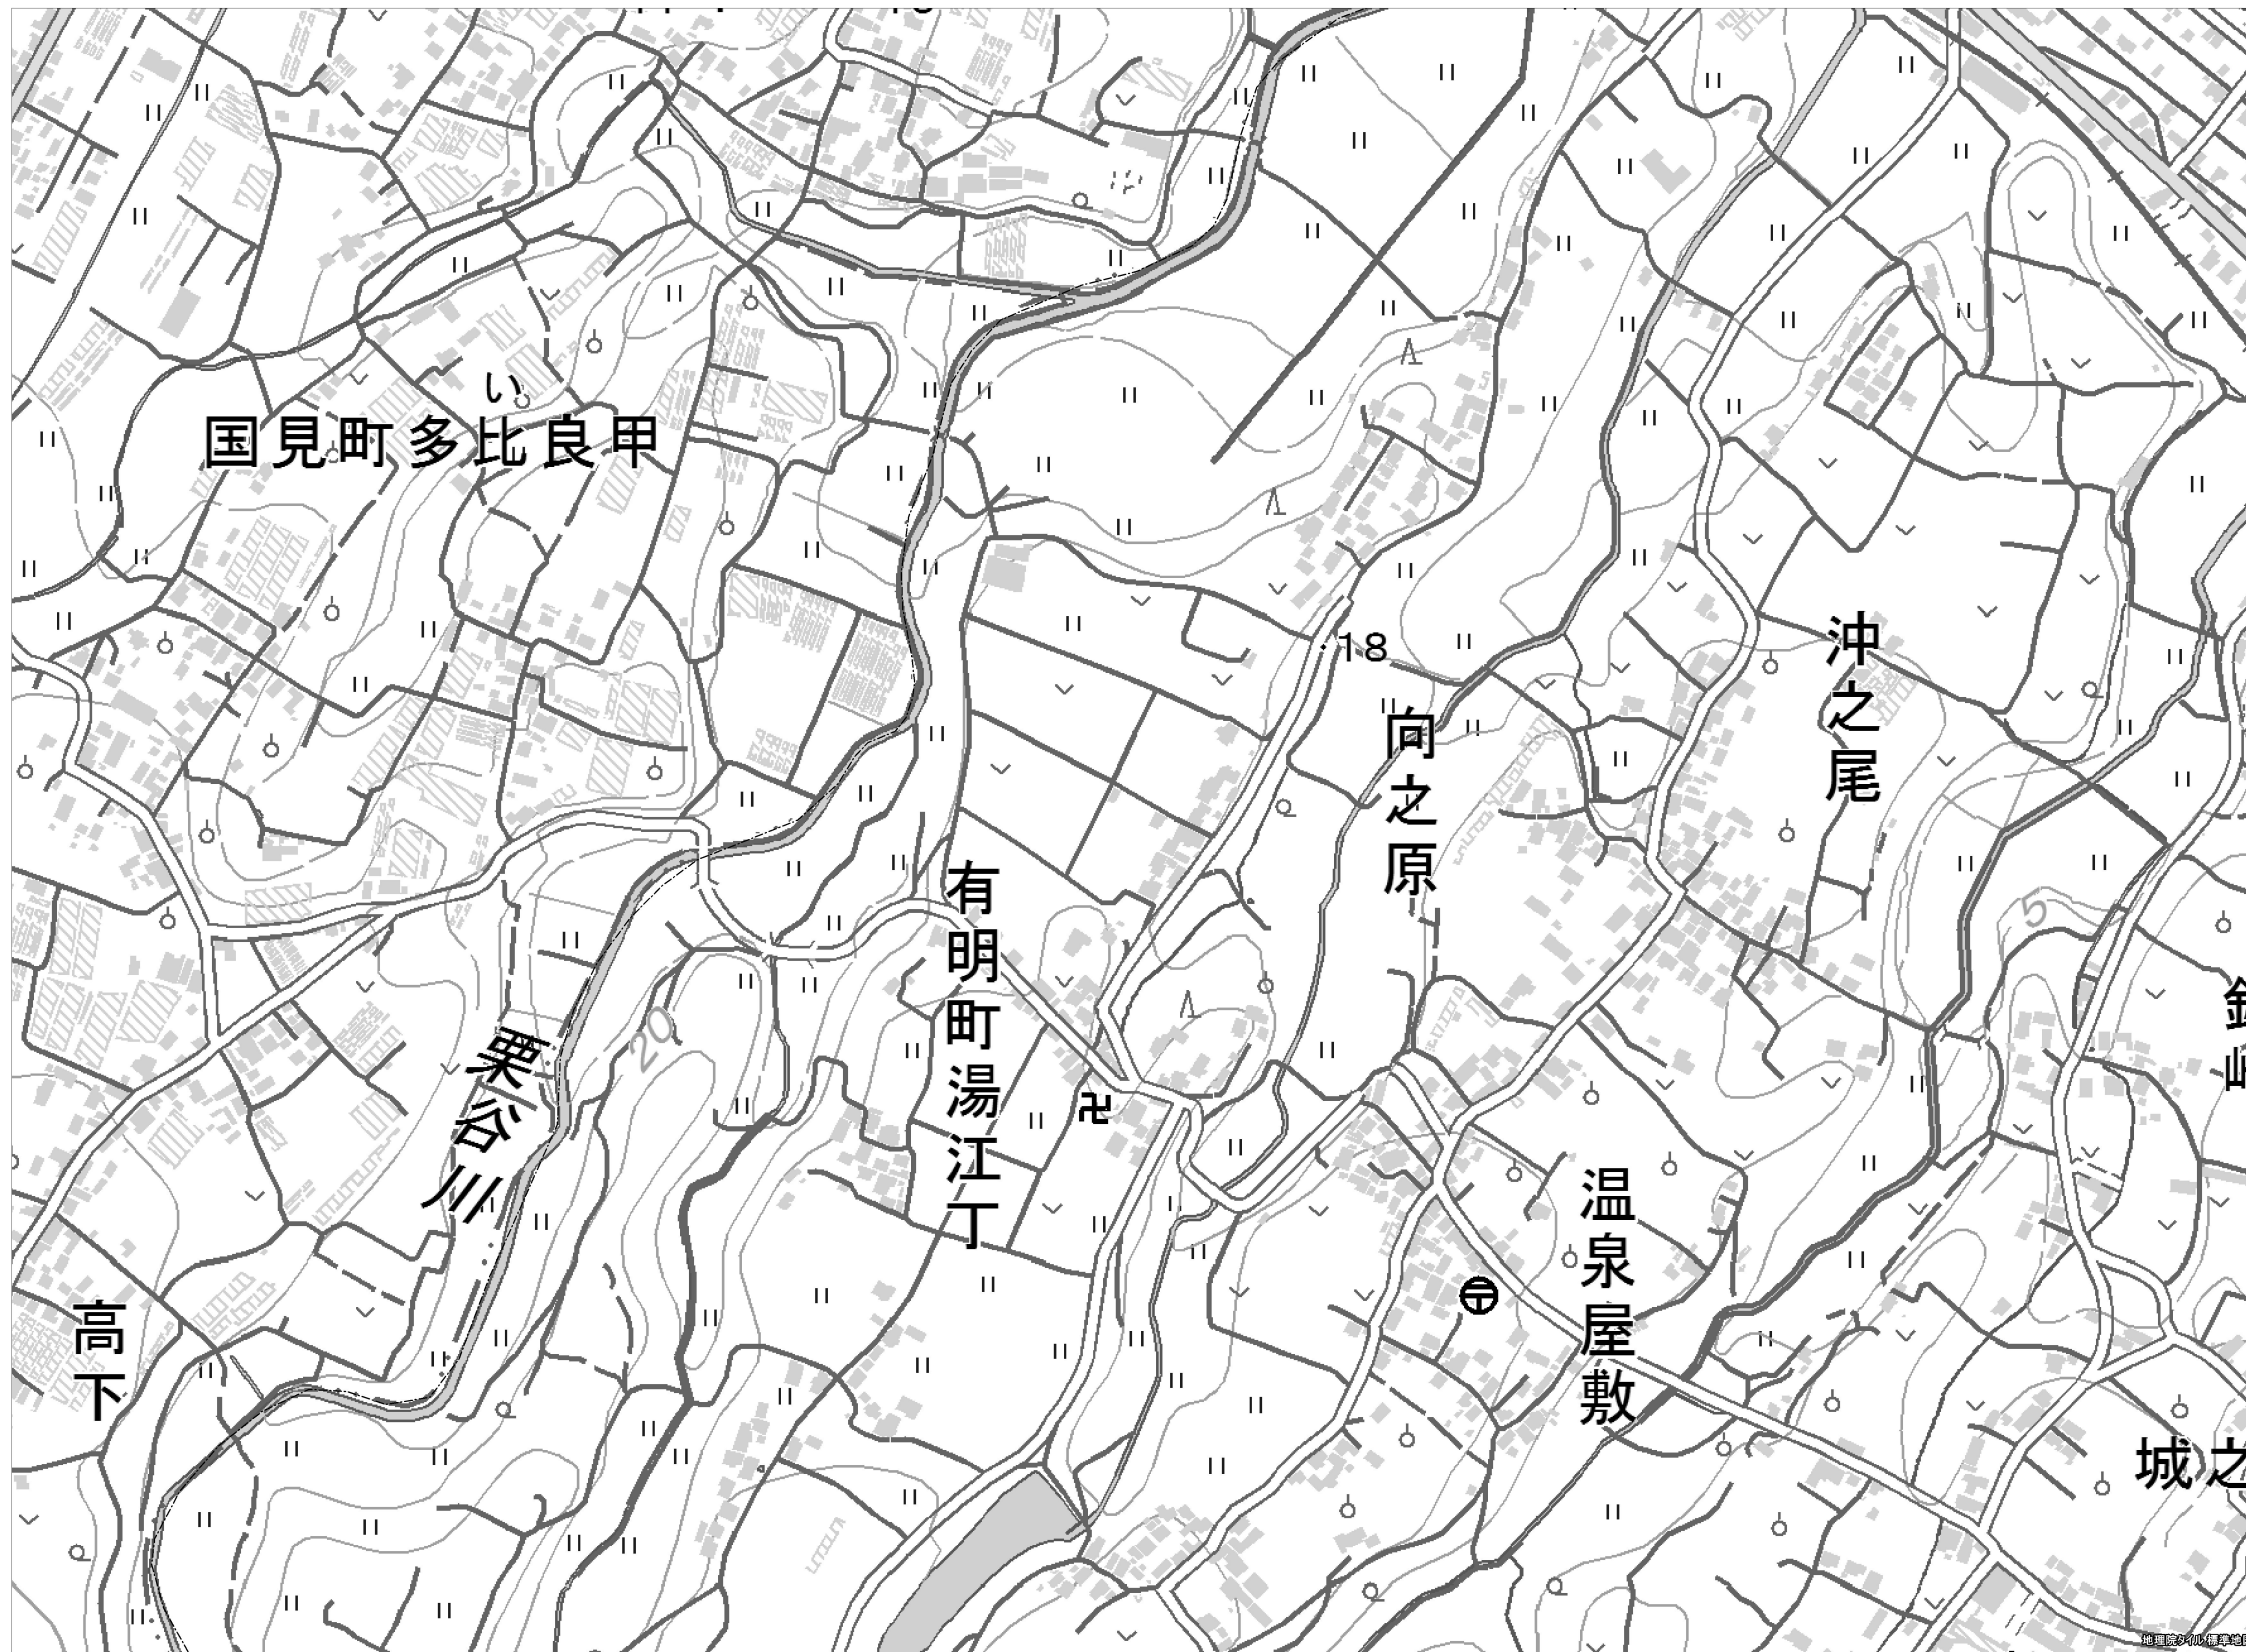 い
国見町多比良甲
18
沖之尾
向之原
有明町湯江丁
5
20
栗谷川
温泉屋敷
高下
城之
地理院タイル標準地図